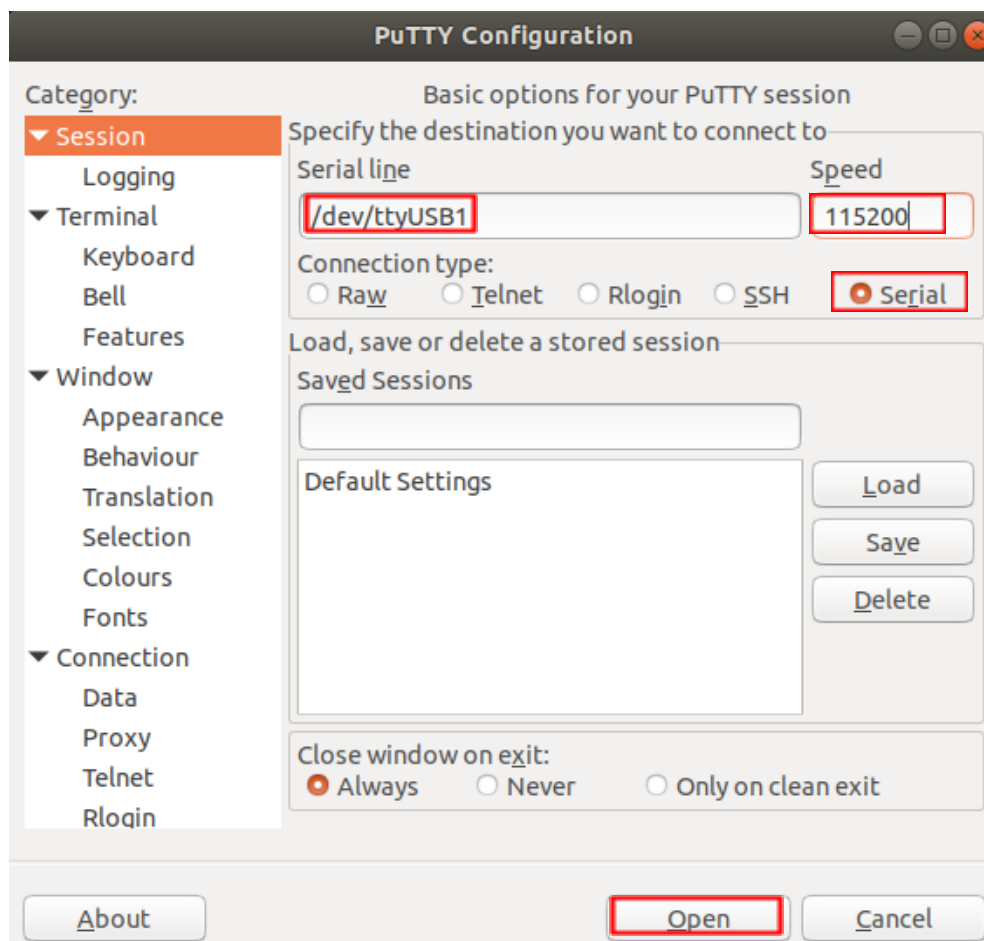 PuTTY Configuration
Category:
Session
Logging
Terminal
Keyboard
Bell
Features
Window
Appearance
Behaviour
Translation
Selection
Colours
Fonts
Connection
Data
Proxy
Telnet
Rlogin
Basic options for your PuTTY session
Specify the destination you want to connect to
Serial line Speed
/dev/ttyUSB1 115200
Connection type:
Raw Telnet Rlogin SSH Serial
Load, save or delete a stored session
Saved Sessions
Default Settings
Load
Save
Delete
Close window on exit:
Always Never Only on clean exit
About Open Cancel